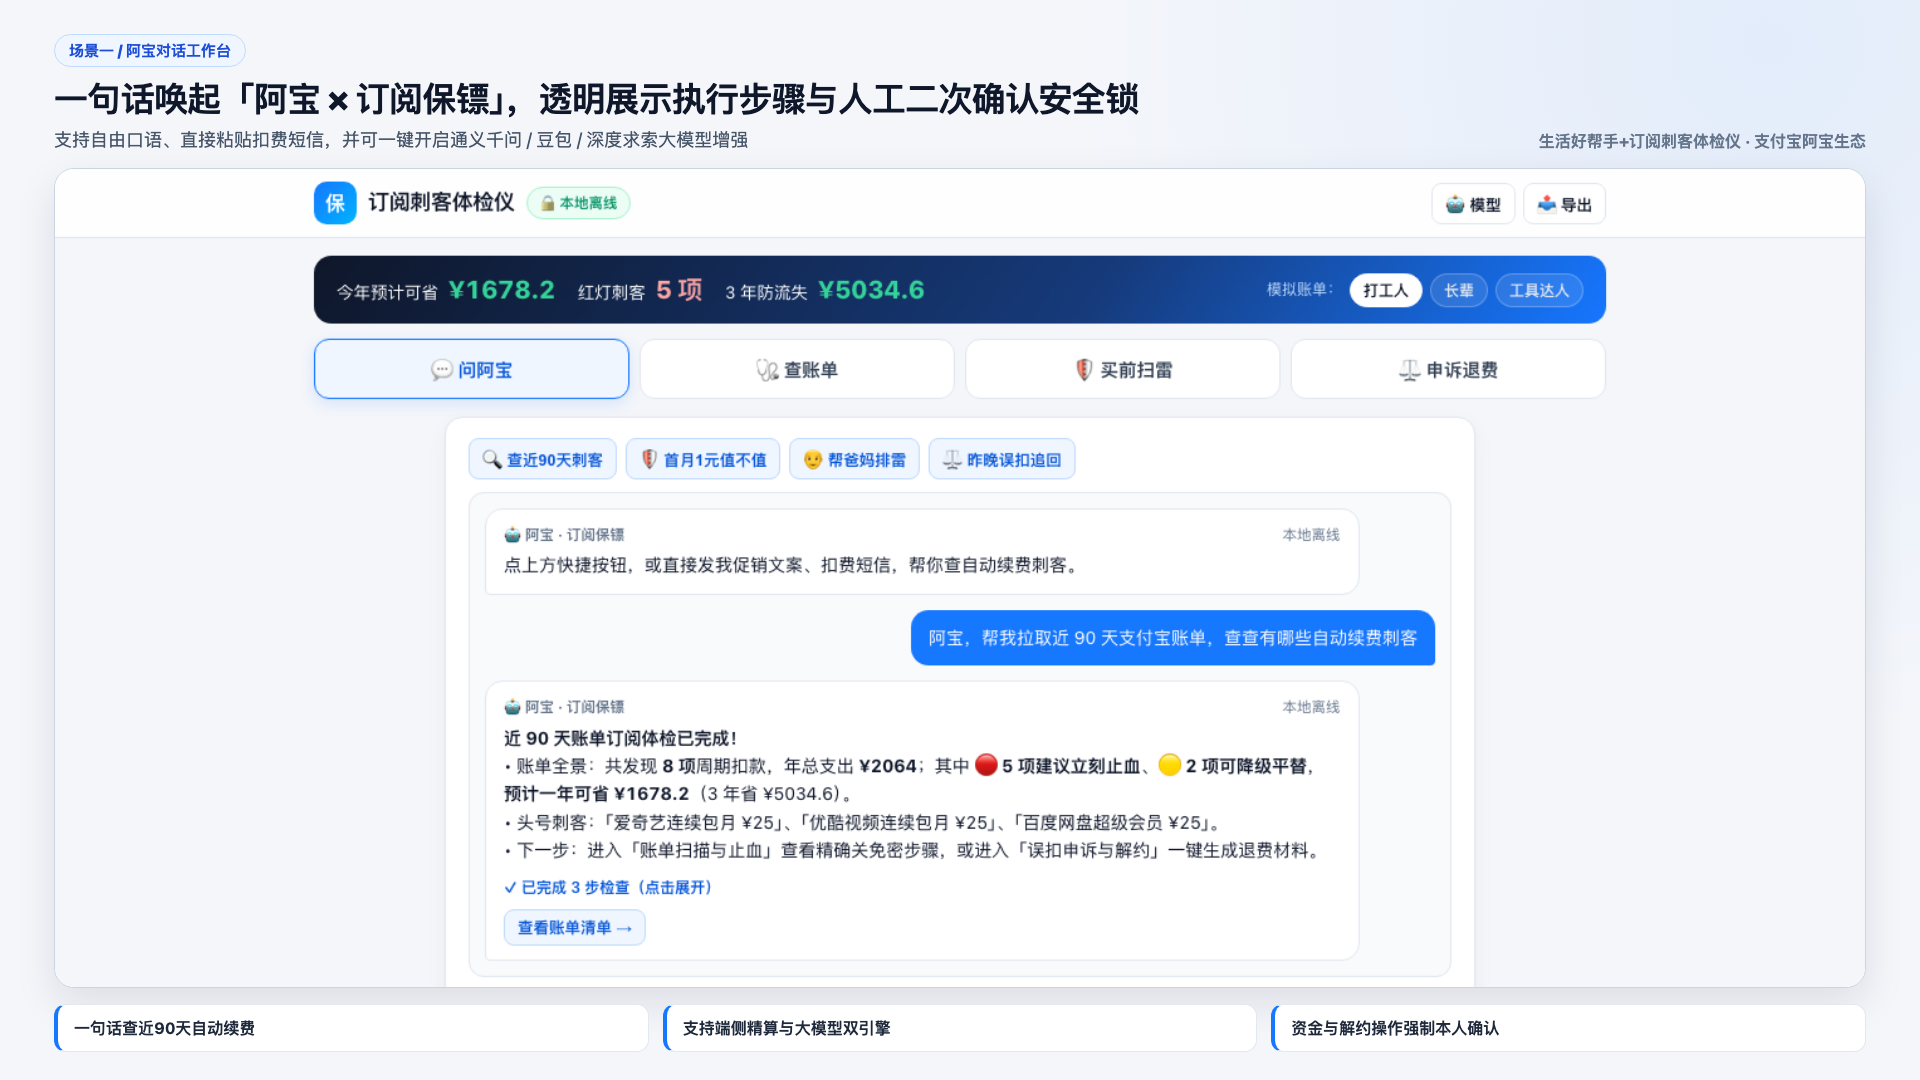 场景一 / 阿宝对话工作台
一句话唤起「阿宝 × 订阅保镖」，透明展示执行步骤与人工二次确认安全锁
支持自由口语、直接粘贴扣费短信，并可一键开启通义千问 / 豆包 / 深度求索大模型增强
生活好帮手+订阅刺客体检仪 · 支付宝阿宝生态
保 订阅刺客体检仪 🔒 本地离线
🤖 模型 📤 导出
今年预计可省 ¥1678.2 红灯刺客 5 项 3 年防流失 ¥5034.6
模拟账单： 打工人 长辈 工具达人
💬 问阿宝 🩺 查账单 🛡️ 买前扫雷 ⚖️ 申诉退费
🔍 查近90天刺客 🛡️ 首月1元值不值 👴 帮爸妈排雷 ⚖️ 昨晚误扣追回
🤖 阿宝 · 订阅保镖 本地离线
点上方快捷按钮，或直接发我促销文案、扣费短信，帮你查自动续费刺客。
阿宝，帮我拉取近 90 天支付宝账单，查查有哪些自动续费刺客
🤖 阿宝 · 订阅保镖 本地离线
近 90 天账单订阅体检已完成！
• 账单全景：共发现 8 项周期扣款，年总支出 ¥2064；其中 🔴 5 项建议立刻止血、🟡 2 项可降级平替，
预计一年可省 ¥1678.2（3 年省 ¥5034.6）。
• 头号刺客：「爱奇艺连续包月 ¥25」、「优酷视频连续包月 ¥25」、「百度网盘超级会员 ¥25」。
• 下一步：进入「账单扫描与止血」查看精确关免密步骤，或进入「误扣申诉与解约」一键生成退费材料。
✓ 已完成 3 步检查（点击展开）
查看账单清单 →
一句话查近90天自动续费
支持端侧精算与大模型双引擎
资金与解约操作强制本人确认